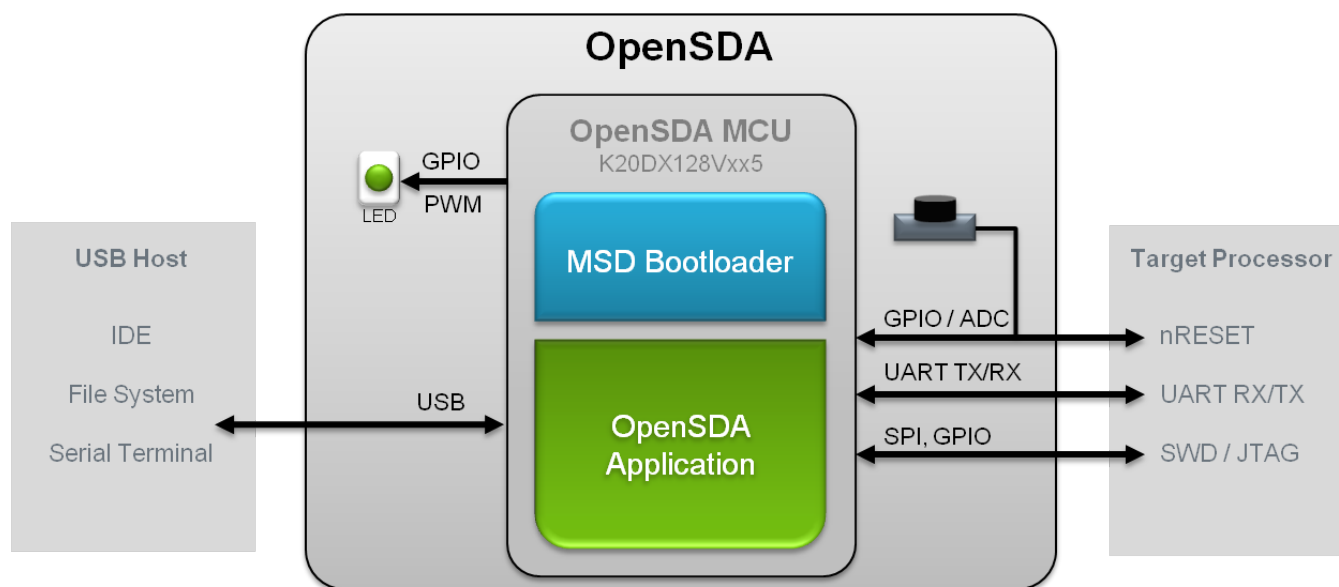 OpenSDA
OpenSDA MCU
K20DX128Vxx5
GPIO
PWM
LED
MSD Bootloader
OpenSDA
Application
USB Host
IDE
File System
Serial Terminal
USB
GPIO / ADC
UART TX/RX
SPI, GPIO
Target Processor
nRESET
UART RX/TX
SWD / JTAG